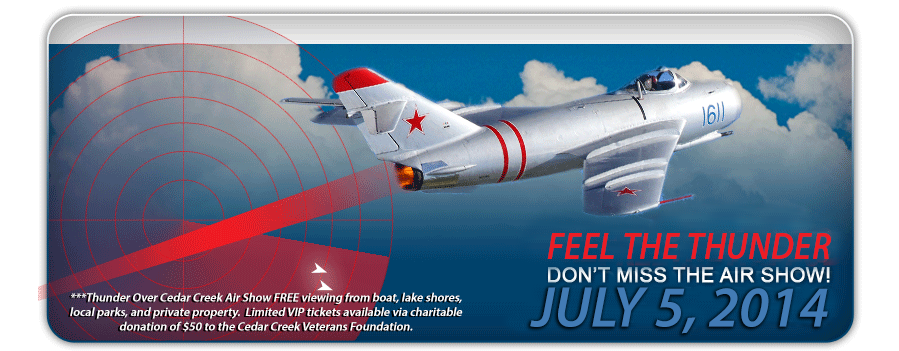 1611
FEEL THE THUNDER
DON'T MISS THE AIR SHOW!
JULY 5, 2014
***Thunder Over Cedar Creek Air Show FREE viewing from boat, lake shores,
local parks, and private property.  Limited VIP tickets available via charitable
donation of $50 to the Cedar Creek Veterans Foundation.